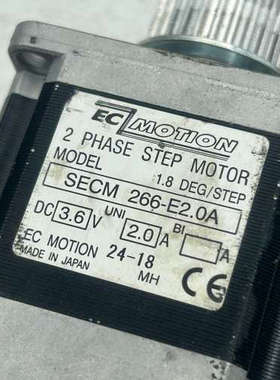 EC MOTION
2 PHASE STEP MOTOR
MODEL :1.8 DEG/STEP
SECM 266-E2.0A
DC 3.6 V UNI 2.0 A BI A
EC MOTION 24-18
MADE IN JAPAN MH CE